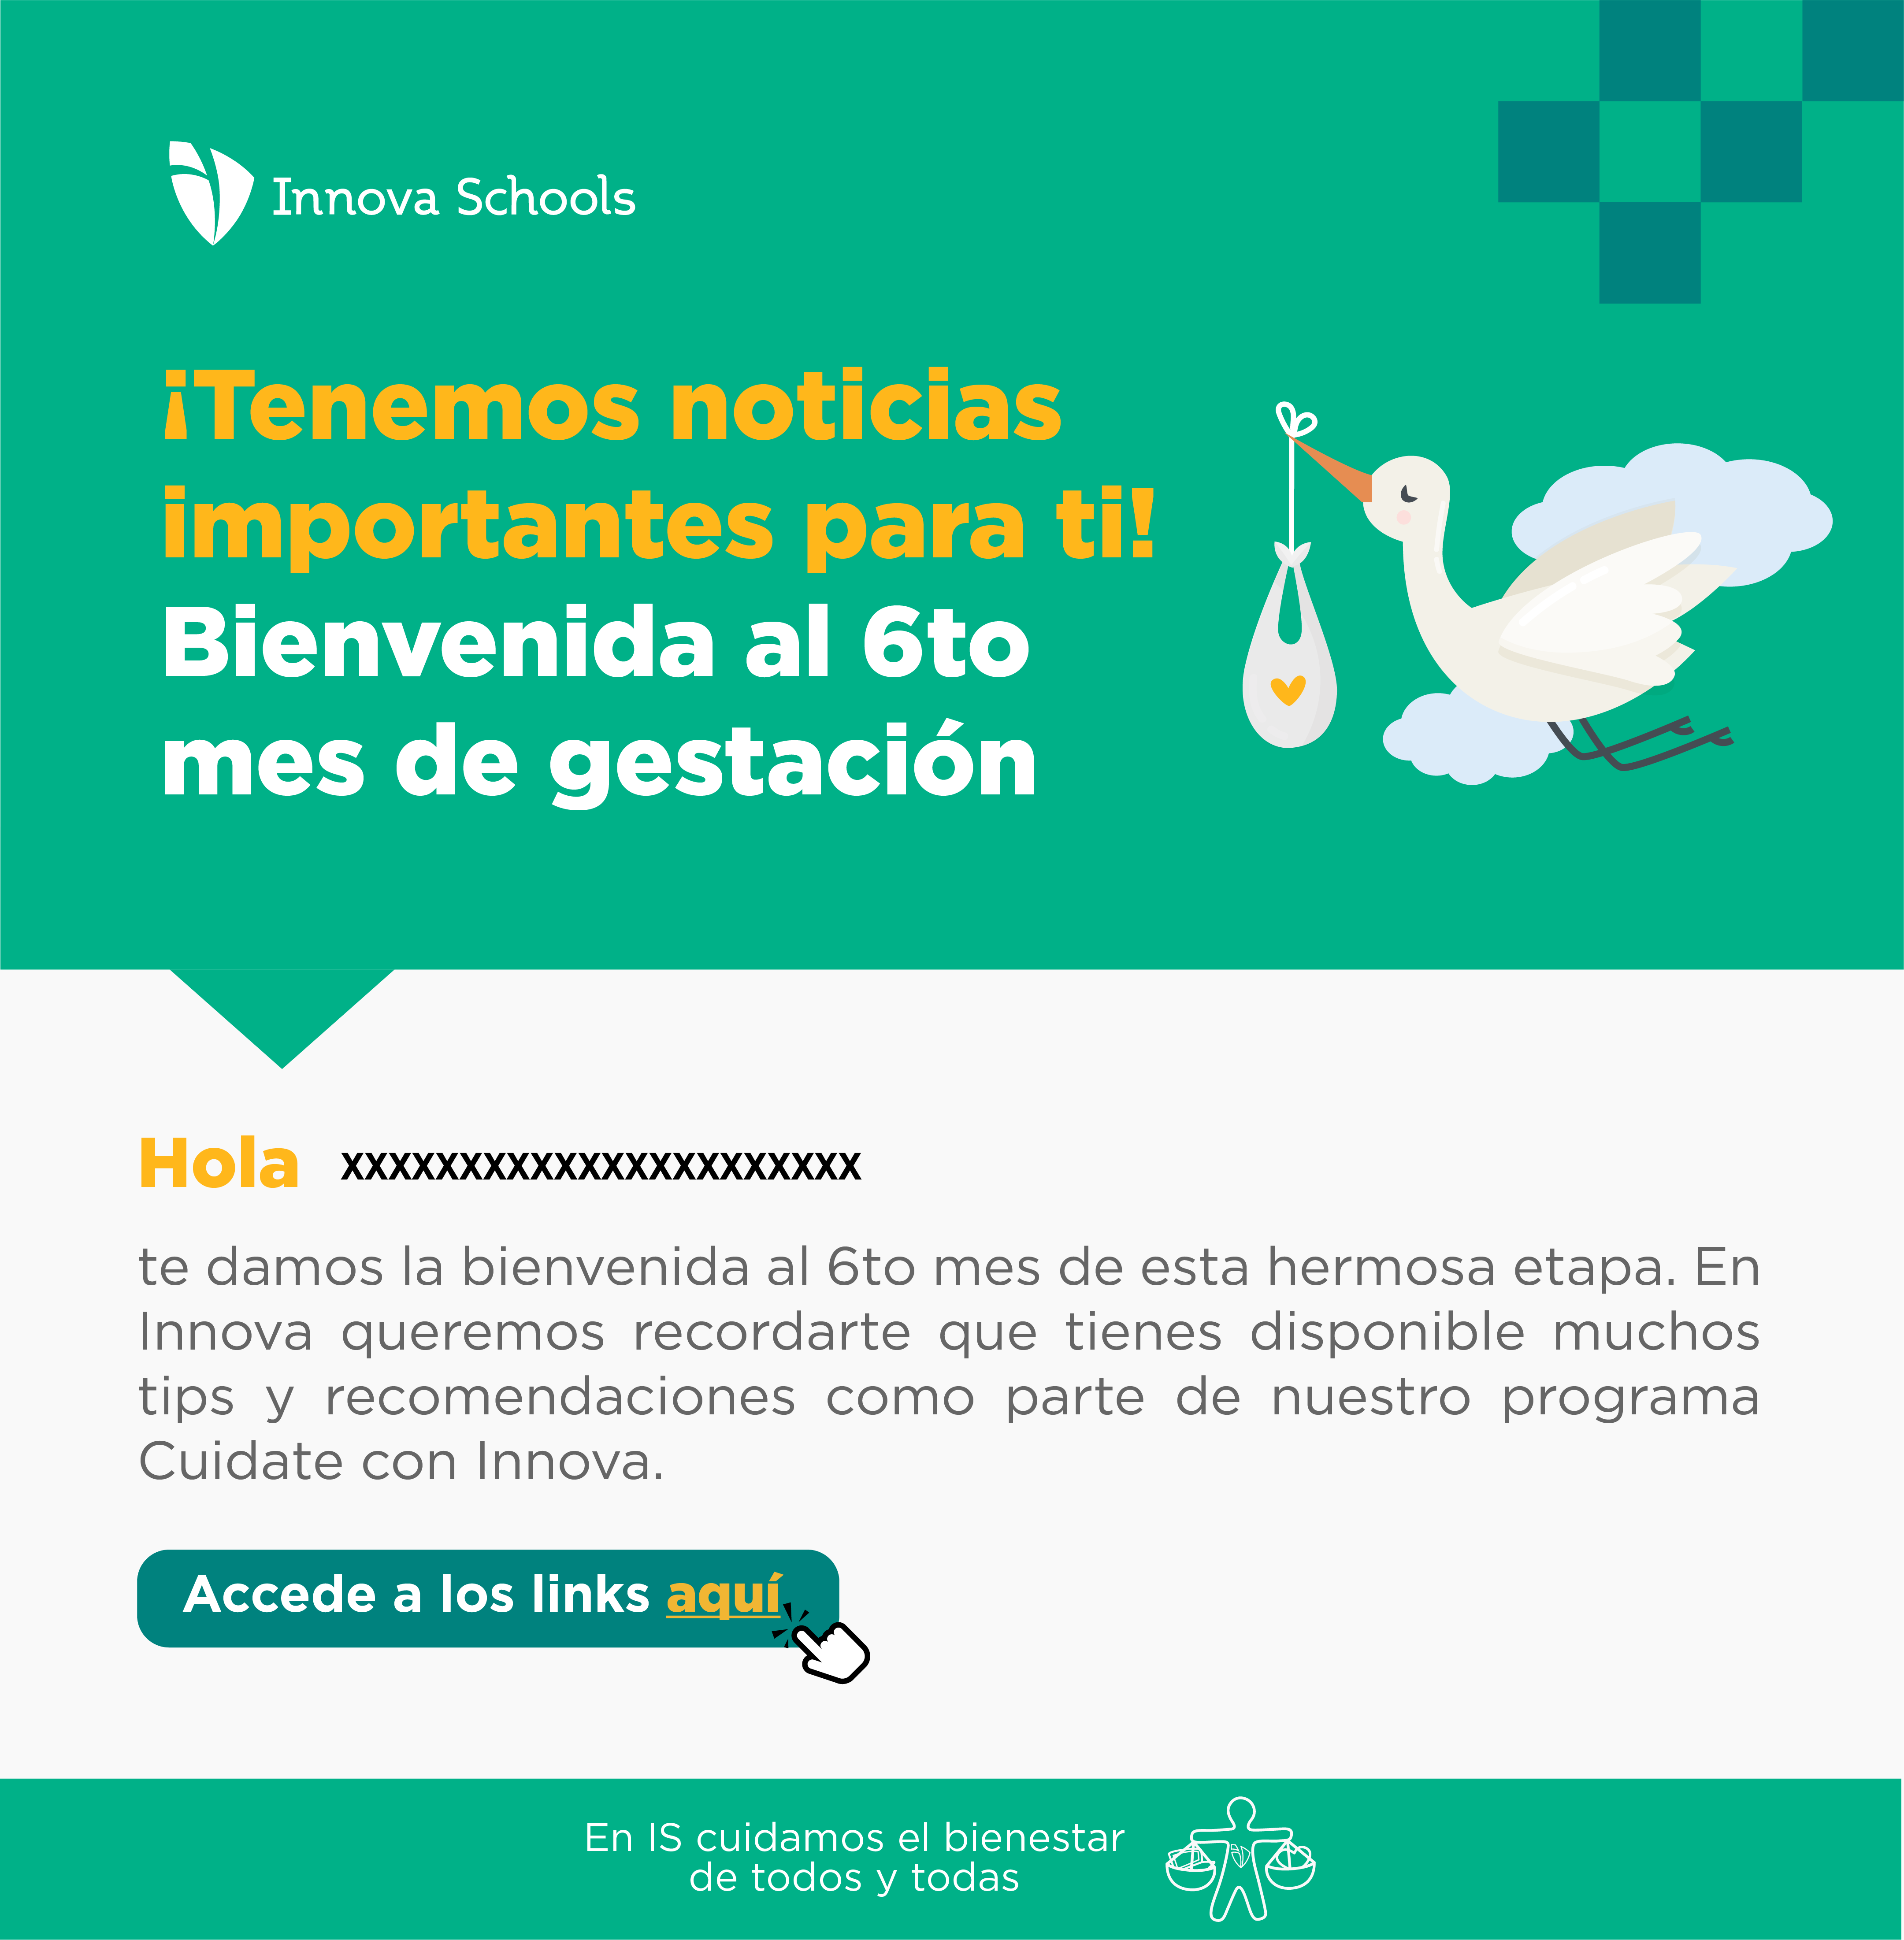 Innova Schools
¡Tenemos noticias
importantes para ti!
Bienvenida al 6to
mes de gestación
Hola xxxxxxxxxxxxxxxxxxxxxx
te damos la bienvenida al 6to mes de esta hermosa etapa. En
Innova queremos recordarte que tienes disponible muchos
tips y recomendaciones como parte de nuestro programa
Cuidate con Innova.
Accede a los links aquí
En IS cuidamos el bienestar
de todos y todas